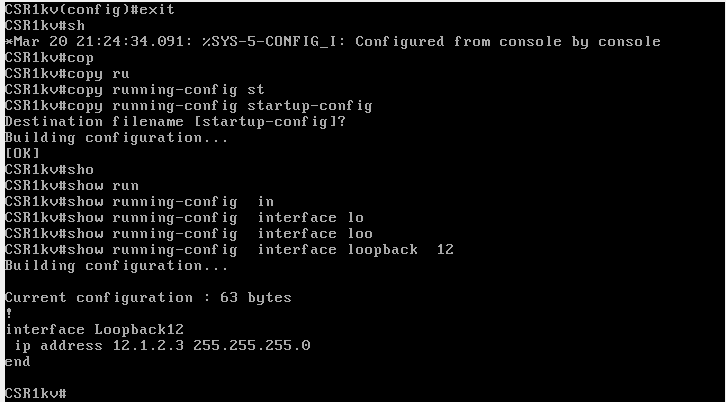 CSR1kv(config)#exit
CSR1kv#sh
*Mar 20 21:24:34.091: %SYS-5-CONFIG_I: Configured from console by console
CSR1kv#cop
CSR1kv#copy ru
CSR1kv#copy running-config st
CSR1kv#copy running-config startup-config
Destination filename [startup-config]?
Building configuration...
[OK]
CSR1kv#sho
CSR1kv#show run
CSR1kv#show running-config  in
CSR1kv#show running-config  interface lo
CSR1kv#show running-config  interface loo
CSR1kv#show running-config  interface loopback  12
Building configuration...

Current configuration : 63 bytes
!
interface Loopback12
 ip address 12.1.2.3 255.255.255.0
end

CSR1kv#